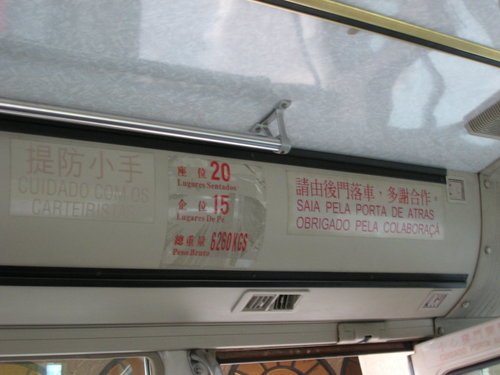 提防小手
CUIDADO COM OS
CARTEIRISTAS
座位 20
Lugares Sentados
企位 15
Lugares De Pé
總重量 6260 KGS
Peso Bruto
請由後門落車、多謝合作。
SAIA PELA PORTA DE ATRAS
OBRIGADO PELA COLABORAÇÃ